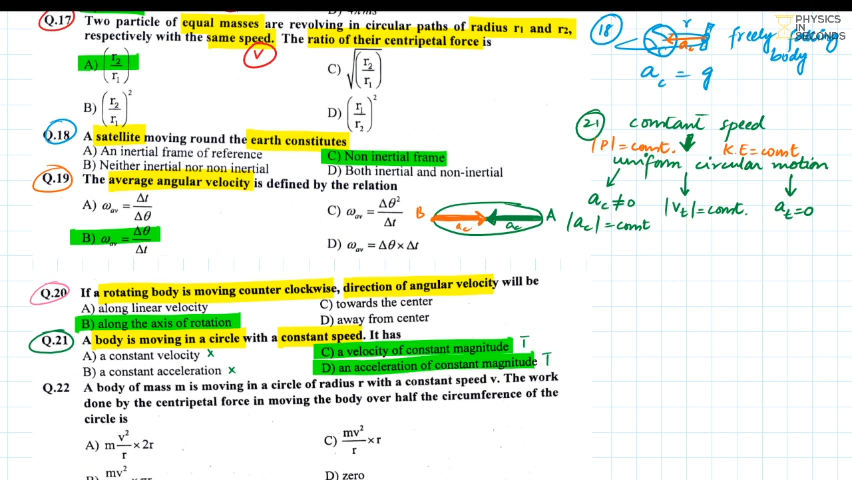 Q.17 Two particle of equal masses are revolving in circular paths of radius r₁ and r₂,
respectively with the same speed. The ratio of their centripetal force is
V
A) (r₂/r₁)
C) √(r₂/r₁)
B) (r₂/r₁)²
D) (r₁/r₂)²
Q.18 A satellite moving round the earth constitutes
A) An inertial frame of reference
C) Non inertial frame
B) Neither inertial nor non inertial
D) Both inertial and non-inertial
Q.19 The average angular velocity is defined by the relation
A) ωav = Δt/Δθ
C) ωav = Δθ²/Δt
B) ωav = Δθ/Δt
D) ωav = Δθ × Δt
B ac ac A
Q.20 If a rotating body is moving counter clockwise, direction of angular velocity will be
A) along linear velocity
C) towards the center
B) along the axis of rotation
D) away from center
Q.21 A body is moving in a circle with a constant speed. It has
A) a constant velocity x
C) a velocity of constant magnitude T
B) a constant acceleration x
D) an acceleration of constant magnitude T
Q.22 A body of mass m is moving in a circle of radius r with a constant speed v. The work
done by the centripetal force in moving the body over half the circumference of the
circle is
A) m v²/r × 2r
C) mv²/r × r
mv²
D) zero
PHYSICS
IN
SECONDS
18 r ac freely
body
ac = g
21 constant speed
|P| = const. K.E = const
uniform circular motion
ac ≠ 0 |Vt| = const. at = 0
|ac| = const